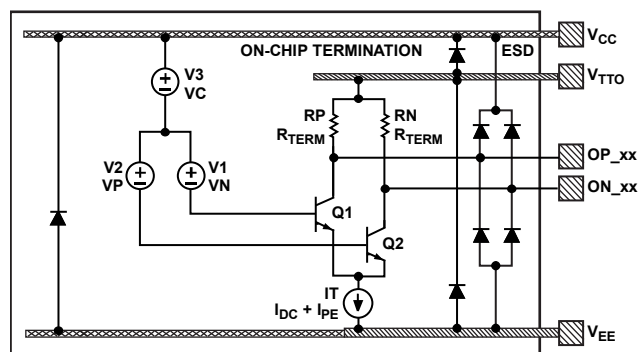 ON-CHIP TERMINATION
ESD
VCC
VTTO
V3
VC
RP
RTERM
RN
RTERM
OP_xx
V2
VP
V1
VN
ON_xx
Q1
Q2
IT
IDC + IPE
VEE